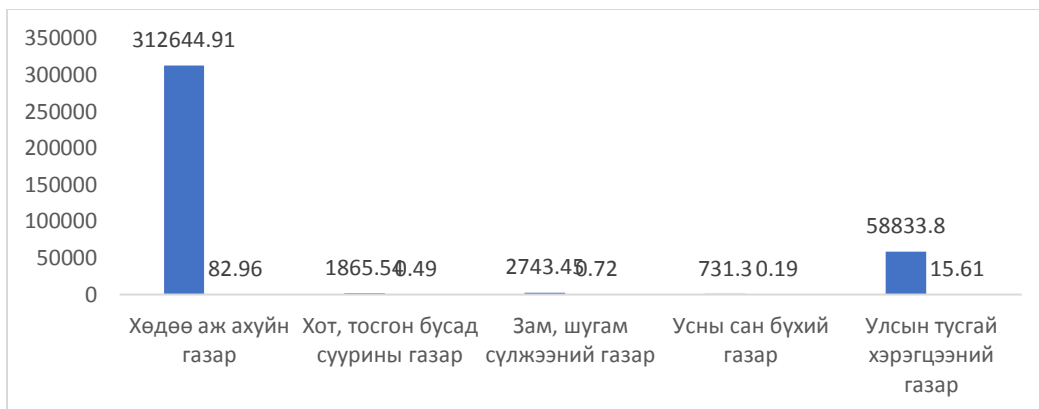 350000
300000
250000
200000
150000
100000
50000
0
312644.91
82.96
1865.54
0.49
2743.45
0.72
731.3
0.19
58833.8
15.61
Хөдөө аж ахуйн
газар
Хот, тосгон бусад
суурины газар
Зам, шугам
сүлжээний газар
Усны сан бүхий
газар
Улсын тусгай
хэрэгцээний
газар